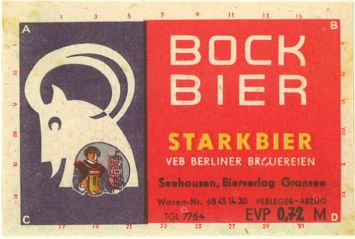 A
B
BOCK
BIER
STARKBIER
VEB BERLINER BRAUEREIEN
Seehausen, Bierverlag Gransee
Waren-Nr. 68 45 14 20 VERLEGER-ABZÜG
TGL 7764 EVP 0,72 M
C
D